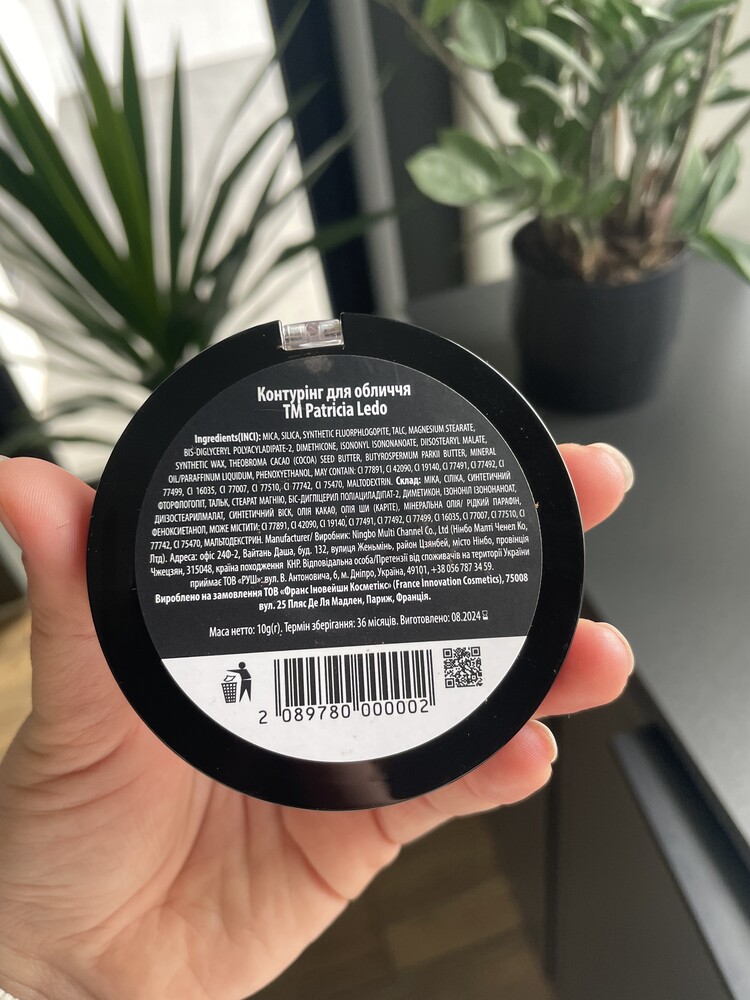 Контурінг для обличчя
ТМ Patricia Ledo
Ingredients(INCI): MICA, SILICA, SYNTHETIC FLUORPHLOGOPITE, TALC, MAGNESIUM STEARATE,
BIS-DIGLYCERYL POLYACYLADIPATE-2, DIMETHICONE, ISONONYL ISONONANOATE, DIISOSTEARYL MALATE,
SYNTHETIC WAX, THEOBROMA CACAO (COCOA) SEED BUTTER, BUTYROSPERMUM PARKII BUTTER, MINERAL
OIL/PARAFFINUM LIQUIDUM, PHENOXYETHANOL, MAY CONTAIN: CI 77891, CI 42090, CI 19140, CI 77491, CI 77492, CI
77499, CI 16035, CI 77007, CI 77510, CI 77742, CI 75470, MALTODEXTRIN. Склад: МІКА, СІЛІКА, СИНТЕТИЧНИЙ
ФТОРФЛОГОПІТ, ТАЛЬК, СТЕАРАТ МАГНІЮ, БІС-ДИГЛІЦЕРИЛ ПОЛІАЦИЛАДІПАТ-2, ДИМЕТИКОН, ІЗОНОНІЛ ІЗОНОНАНОАТ,
ДИІЗОСТЕАРИЛМАЛАТ, СИНТЕТИЧНИЙ ВІСК, ОЛІЯ КАКАО, ОЛІЯ ШИ (КАРІТЕ), МІНЕРАЛЬНА ОЛІЯ/ РІДКИЙ ПАРАФІН,
ФЕНОКСИЕТАНОЛ, МОЖЕ МІСТИТИ: CI 77891, CI 42090, CI 19140, CI 77491, CI 77492, CI 77499, CI 16035, CI 77007, CI 77510, CI
77742, CI 75470, МАЛЬТОДЕКСТРИН. Manufacturer/ Виробник: Ningbo Multi Channel Co., Ltd (Нінбо Малті Ченел Ко,
Лтд). Адреса: офіс 24Ф-2, Вайтань Даша, буд. 132, вулиця Женьмінь, район Цзянбей, місто Нінбо, провінція
Чжецзян, 315048, країна походження КНР. Відповідальна особа/Претензії від споживачів на території України
приймає ТОВ «РУШ»: вул. В. Антоновича, 6, м. Дніпро, Україна, 49101, +38 056 787 34 59.
Вироблено на замовлення ТОВ «Франс Іновейшн Косметікс» (France Innovation Cosmetics), 75008
вул. 25 Пляс Де Ля Мадлен, Париж, Франція.
Маса нетто: 10g(г). Термін зберігання: 36 місяців. Виготовлено: 08.2024
2 089780 000002